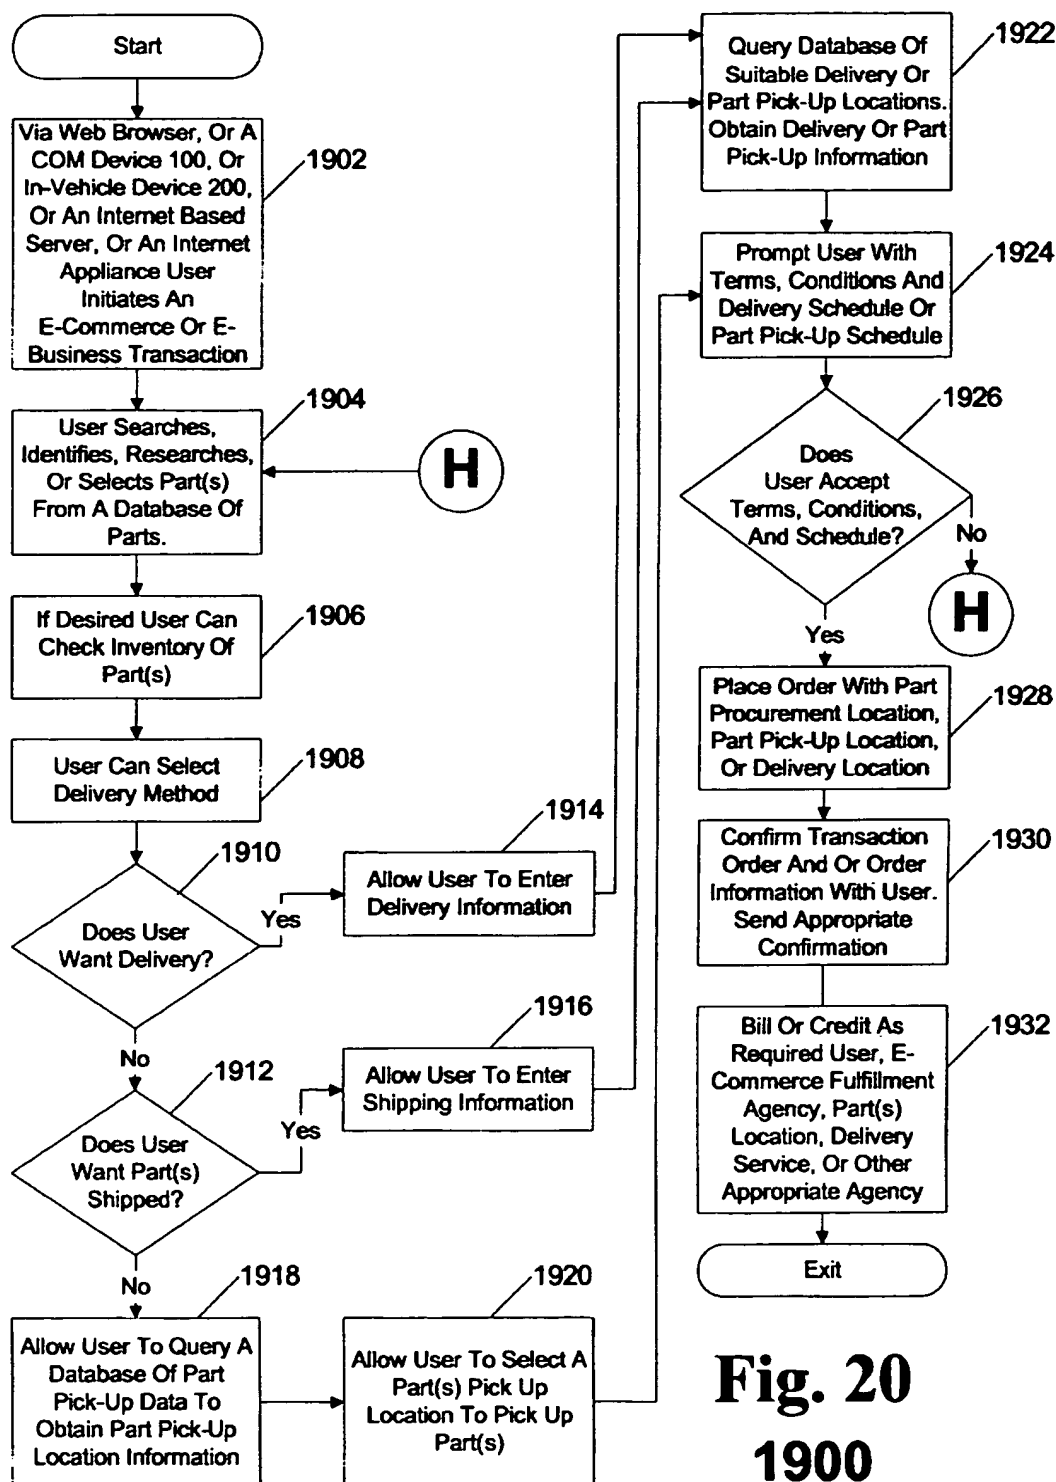 Start
Via Web Browser, Or A
COM Device 100, Or
In-Vehicle Device 200,
Or An Internet Based
Server, Or An Internet
Appliance User
Initiates An
E-Commerce Or E-
Business Transaction
1902
User Searches,
Identifies, Researches,
Or Selects Part(s)
From A Database Of
Parts.
1904
H
If Desired User Can
Check Inventory Of
Part(s)
1906
User Can Select
Delivery Method
1908
Does User
Want Delivery?
1910
Yes
No
Allow User To Enter
Delivery Information
1914
Does User
Want Part(s)
Shipped?
1912
Yes
No
Allow User To Enter
Shipping Information
1916
Allow User To Query A
Database Of Part
Pick-Up Data To
Obtain Part Pick-Up
Location Information
1918
Allow User To Select A
Part(s) Pick Up
Location To Pick Up
Part(s)
1920
Query Database Of
Suitable Delivery Or
Part Pick-Up Locations.
Obtain Delivery Or Part
Pick-Up Information
1922
Prompt User With
Terms, Conditions And
Delivery Schedule Or
Part Pick-Up Schedule
1924
Does
User Accept
Terms, Conditions,
And Schedule?
1926
No
H
Yes
Place Order With Part
Procurement Location,
Part Pick-Up Location,
Or Delivery Location
1928
Confirm Transaction
Order And Or Order
Information With User.
Send Appropriate
Confirmation
1930
Bill Or Credit As
Required User, E-
Commerce Fulfillment
Agency, Part(s)
Location, Delivery
Service, Or Other
Appropriate Agency
1932
Exit
Fig. 20
1900